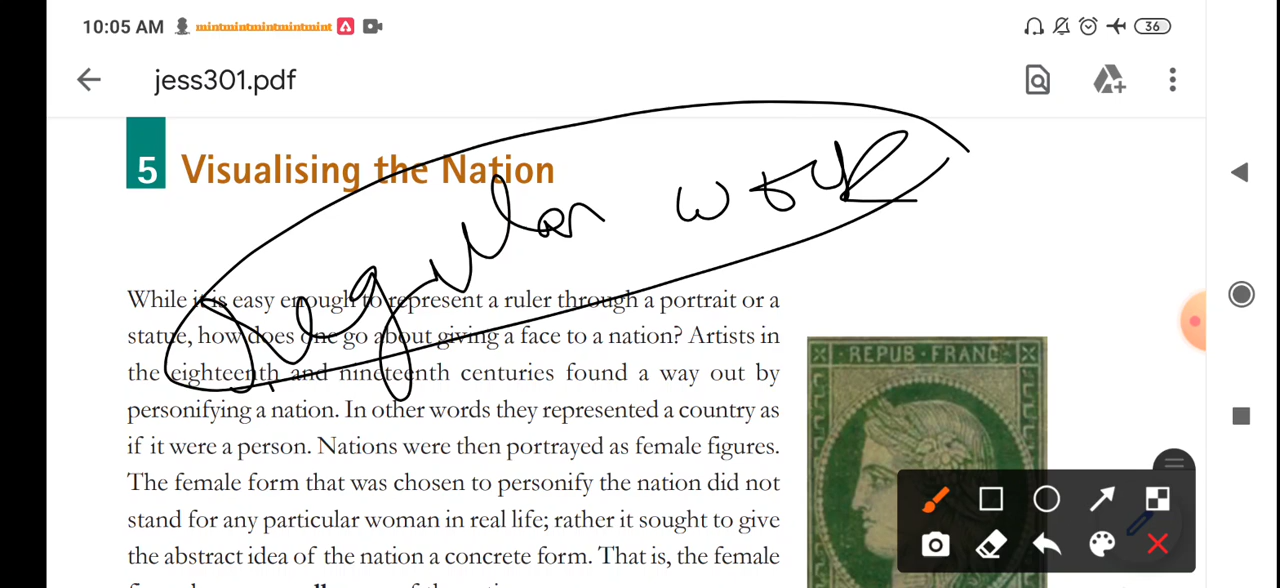 10:05 AM mintmintmintmintmint 36
jess301.pdf
5 Visualising the Nation
Regular work
While it is easy enough to represent a ruler through a portrait or a
statue, how does one go about giving a face to a nation? Artists in
the eighteenth and nineteenth centuries found a way out by
personifying a nation. In other words they represented a country as
if it were a person. Nations were then portrayed as female figures.
The female form that was chosen to personify the nation did not
stand for any particular woman in real life; rather it sought to give
the abstract idea of the nation a concrete form. That is, the female
REPUB · FRANC